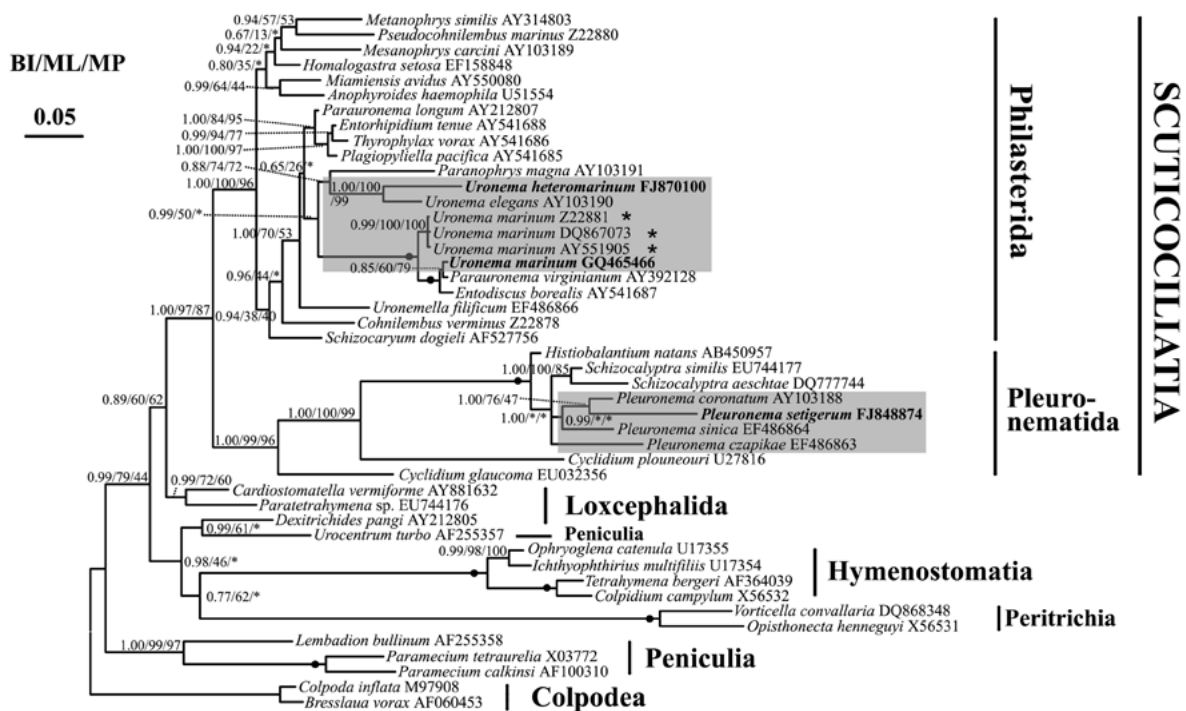 BI/ML/MP
0.05
0.94/57/53
Metanophrys similis AY314803
0.67/13/*
Pseudocohnilembus marinus Z22880
0.94/22/*
Mesanophrys carcini AY103189
0.80/35/*
Homalogastra setosa EF158848
Miamiensis avidus AY550080
0.99/64/44
Anophyroides haemophila U51554
Parauronema longum AY212807
1.00/84/95
Entorhipidium tenue AY541688
0.99/94/77
Thyrophylax vorax AY541686
1.00/100/97
Plagiopyliella pacifica AY541685
0.88/74/72
0.65/26/*
Paranophrys magna AY103191
1.00/100/96
1.00/100
/99
Uronema heteromarinum FJ870100
Uronema elegans AY103190
0.99/50/*
0.99/100/100
Uronema marinum Z22881 *
Uronema marinum DQ867073 *
1.00/70/53
Uronema marinum AY551905 *
Uronema marinum GQ465466
0.85/60/79
Parauronema virginianum AY392128
0.96/44/*
Entodiscus borealis AY541687
Uronemella filificum EF486866
1.00/97/87
0.94/38/40
Cohnilembus verminus Z22878
Schizocaryum dogieli AF527756
Philasterida
SCUTICOCILIATIA
Histiobalantium natans AB450957
1.00/100/85
Schizocalyptra similis EU744177
Schizocalyptra aeschtae DQ777744
1.00/76/47
Pleuronema coronatum AY103188
1.00/*/*
0.99/*/*
Pleuronema setigerum FJ848874
Pleuronema sinica EF486864
Pleuronema czapikae EF486863
0.89/60/62
1.00/100/99
1.00/99/96
Cyclidium plouneouri U27816
Cyclidium glaucoma EU032356
Pleuro-
nematida
0.99/79/44
0.99/72/60
Cardiostomatella vermiforme AY881632
Paratetrahymena sp. EU744176
Loxcephalida
Dexitrichides pangi AY212805
0.99/61/*
Urocentrum turbo AF255357
Peniculia
0.98/46/*
0.99/98/100
Ophryoglena catenula U17355
Ichthyophthirius multifiliis U17354
Tetrahymena bergeri AF364039
Colpidium campylum X56532
Hymenostomatia
0.77/62/*
Vorticella convallaria DQ868348
Opisthonecta henneguyi X56531
Peritrichia
1.00/99/97
Lembadion bullinum AF255358
Paramecium tetraurelia X03772
Paramecium calkinsi AF100310
Peniculia
Colpoda inflata M97908
Bresslaua vorax AF060453
Colpodea